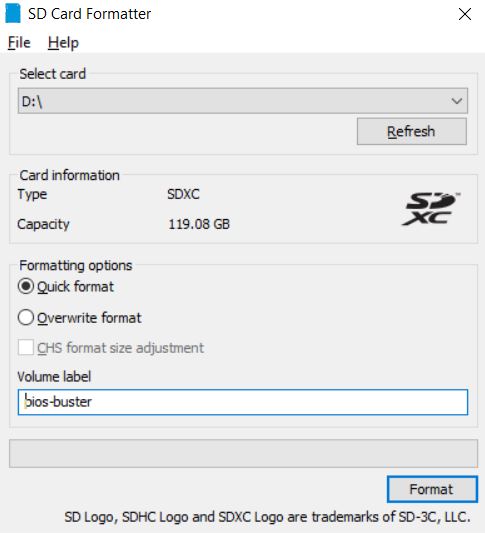 SD Card Formatter
File Help
Select card
D:\
Refresh
Card information
Type SDXC
Capacity 119.08 GB
SD XC
TM
Formatting options
Quick format
Overwrite format
CHS format size adjustment
Volume label
bios-buster
Format
SD Logo, SDHC Logo and SDXC Logo are trademarks of SD-3C, LLC.